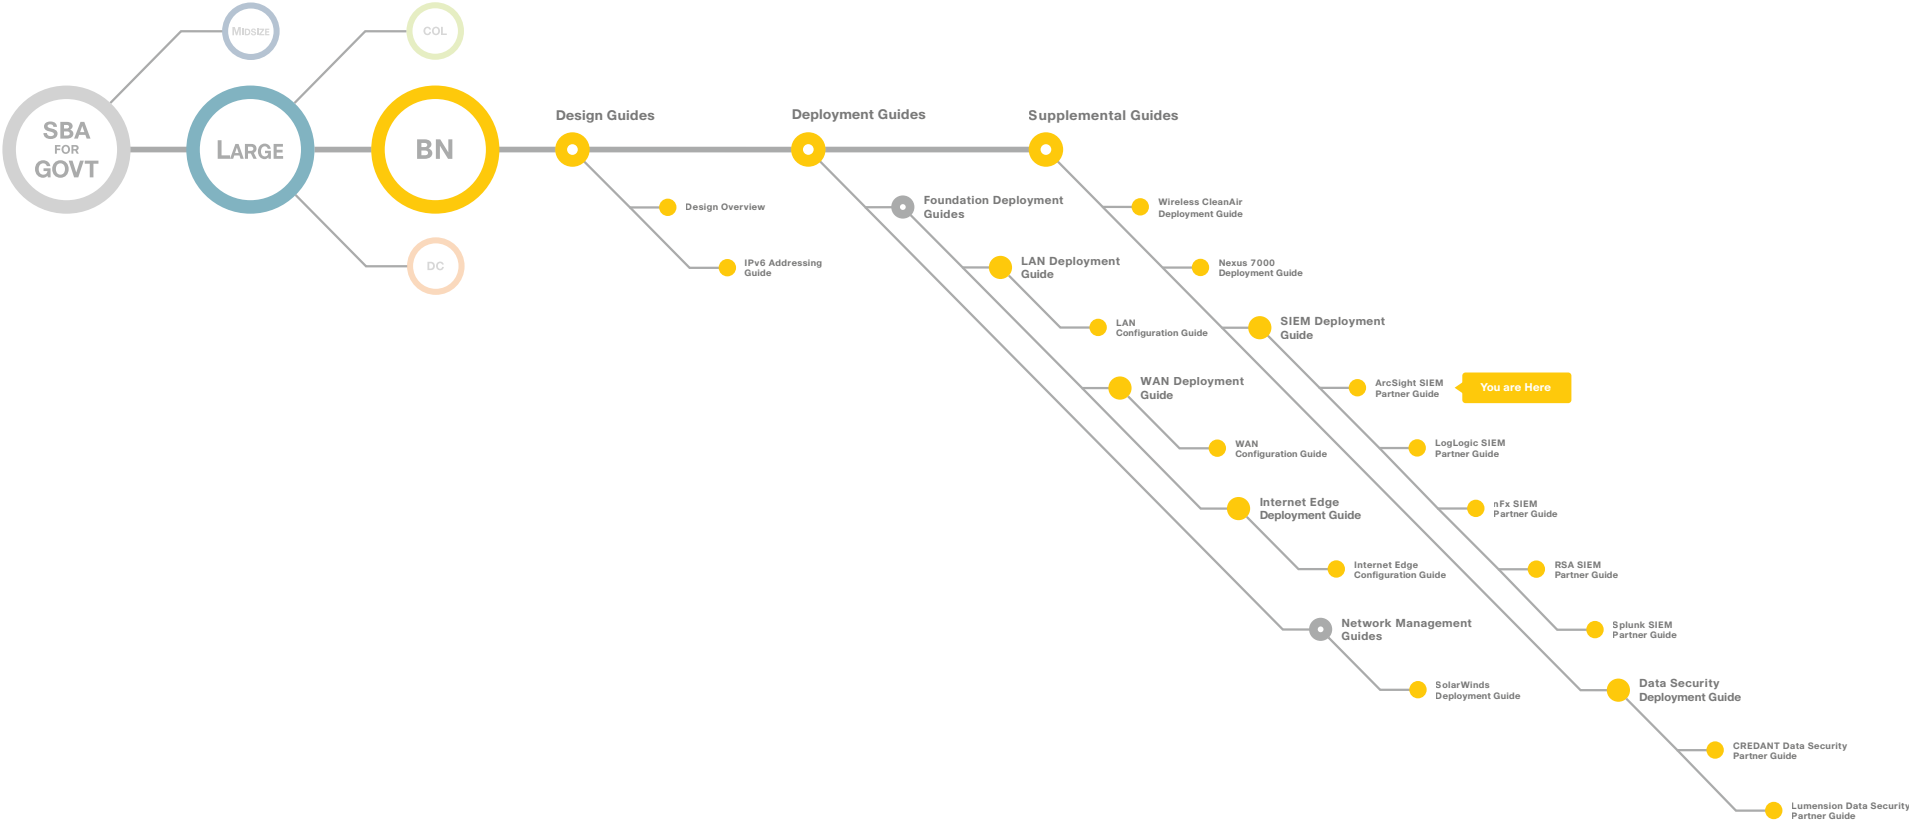 MIDSIZE
COL
SBA
FOR
GOVT
LARGE
BN
DC
Design Guides
Design Overview
IPv6 Addressing
Guide
Deployment Guides
Foundation Deployment
Guides
LAN Deployment
Guide
LAN
Configuration Guide
WAN Deployment
Guide
WAN
Configuration Guide
Internet Edge
Deployment Guide
Internet Edge
Configuration Guide
Network Management
Guides
SolarWinds
Deployment Guide
Supplemental Guides
Wireless CleanAir
Deployment Guide
Nexus 7000
Deployment Guide
SIEM Deployment
Guide
ArcSight SIEM
Partner Guide
You are Here
LogLogic SIEM
Partner Guide
nFx SIEM
Partner Guide
RSA SIEM
Partner Guide
Splunk SIEM
Partner Guide
Data Security
Deployment Guide
CREDANT Data Security
Partner Guide
Lumension Data Security
Partner Guide